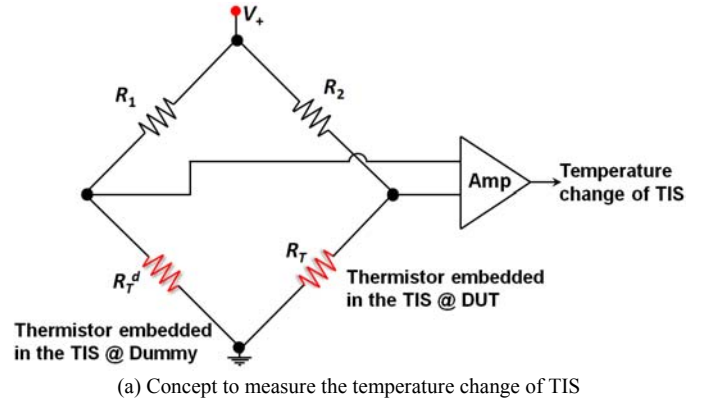 V+
R1
R2
Amp
Temperature
change of TIS
RT^d
RT
Thermistor embedded
in the TIS @ DUT
Thermistor embedded
in the TIS @ Dummy
(a) Concept to measure the temperature change of TIS